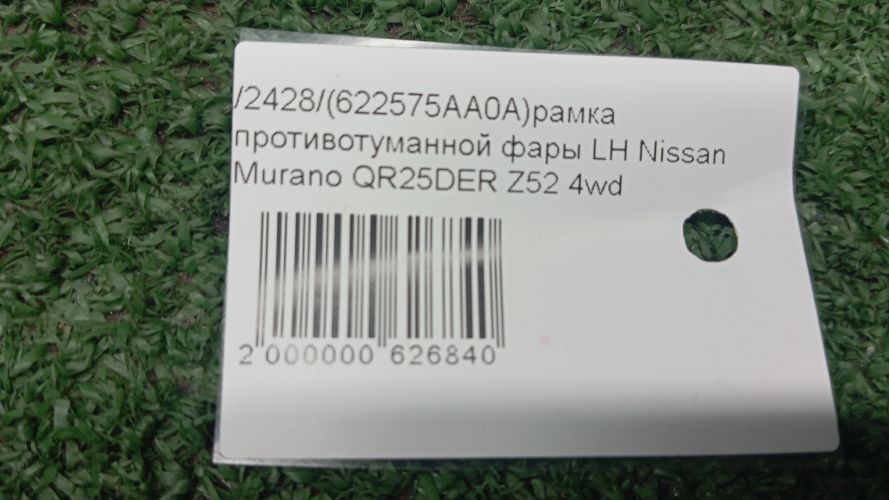 /2428/(622575AA0A)рамка
противотуманной фары LH Nissan
Murano QR25DER Z52 4wd
2 000000 626840